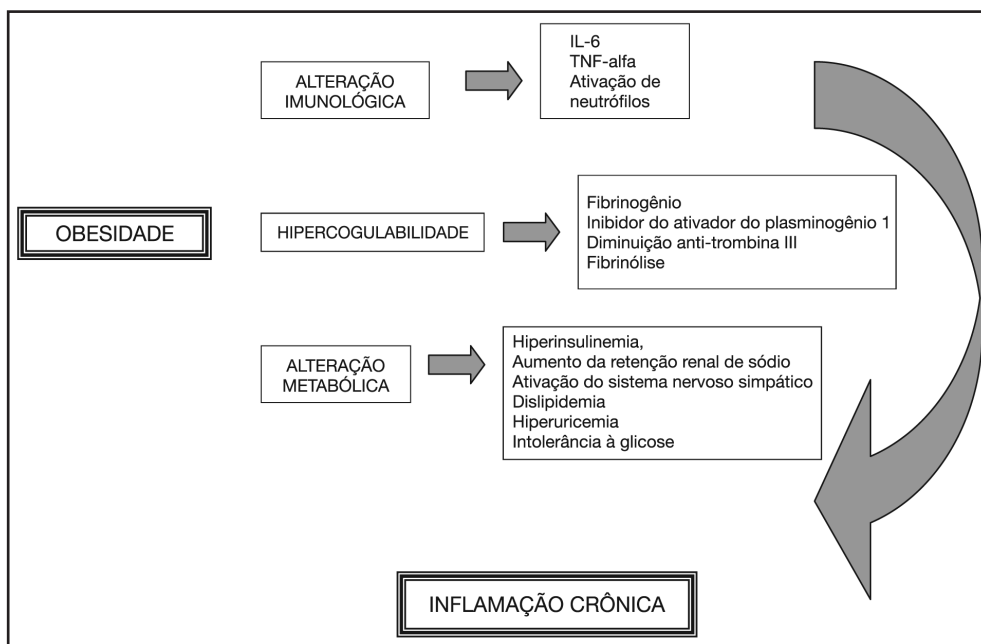 OBESIDADE
ALTERAÇÃO
IMUNOLÓGICA
IL-6
TNF-alfa
Ativação de
neutrófilos
HIPERCOGULABILIDADE
Fibrinogênio
Inibidor do ativador do plasminogênio 1
Diminuição anti-trombina III
Fibrinólise
ALTERAÇÃO
METABÓLICA
Hiperinsulinemia,
Aumento da retenção renal de sódio
Ativação do sistema nervoso simpático
Dislipidemia
Hiperuricemia
Intolerância à glicose
INFLAMAÇÃO CRÔNICA